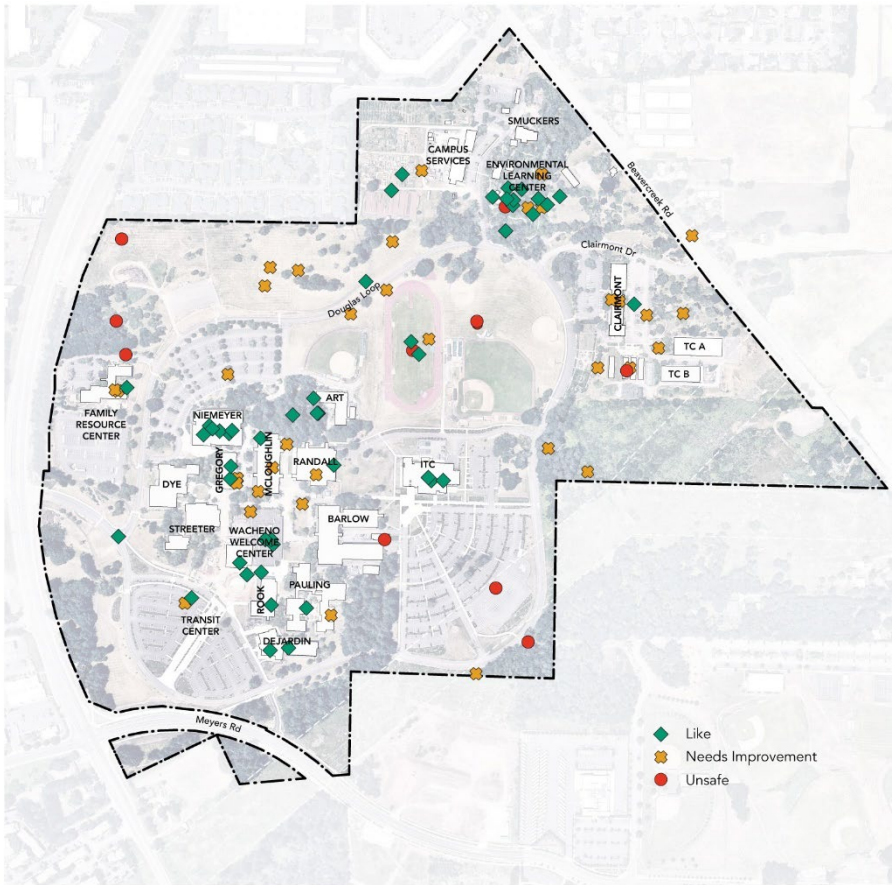 SMUCKERS
CAMPUS
SERVICES
ENVIRONMENTAL
LEARNING
CENTER
Beavercreek Rd
Clairmont Dr
Douglas Loop
CLAIRMONT
TC A
TC B
FAMILY
RESOURCE
CENTER
ART
NIEMEYER
GREGORY
MCLOUGHLIN
RANDALL
ITC
DYE
STREETER
WACHENO
WELCOME
CENTER
BARLOW
ROOK
PAULING
TRANSIT
CENTER
DEJARDIN
Meyers Rd
Like
Needs Improvement
Unsafe